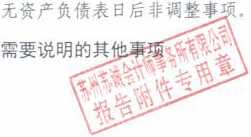 无资产负债表日后非调整事项。
需要说明的其他事项
苏州苏诚会计师事务所有限公司
报告附件专用章